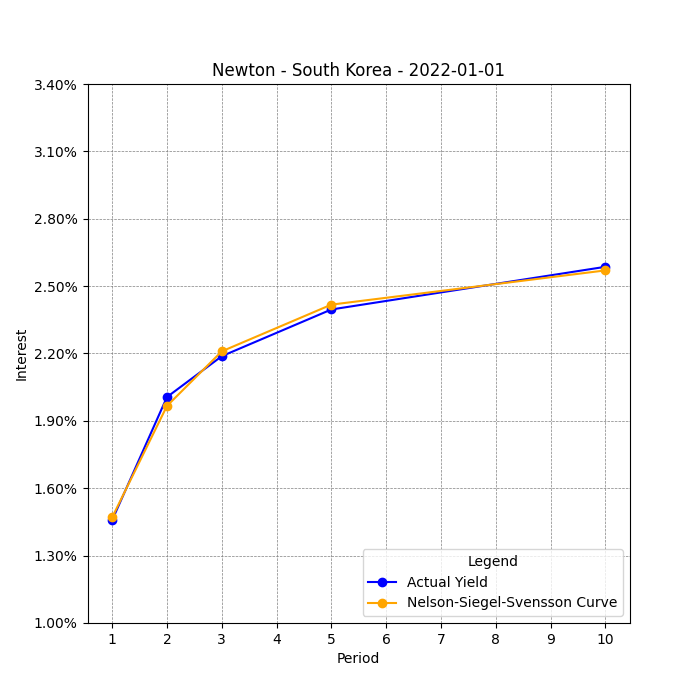 Newton - South Korea - 2022-01-01
3.40%
3.10%
2.80%
2.50%
2.20%
1.90%
1.60%
1.30%
1.00%
Interest
1 2 3 4 5 6 7 8 9 10
Period
Legend
Actual Yield
Nelson-Siegel-Svensson Curve